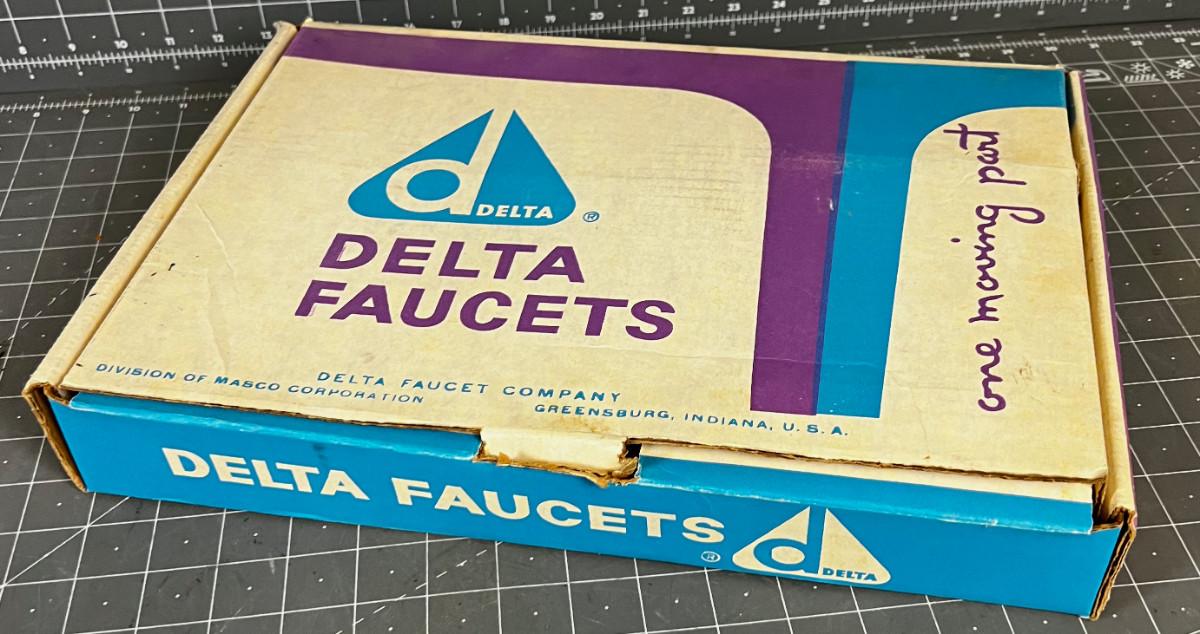 DELTA
®
DELTA
FAUCETS
one moving part
DELTA FAUCET COMPANY
DIVISION OF MASCO CORPORATION
GREENSBURG, INDIANA, U. S. A.
DELTA FAUCETS
®
DELTA